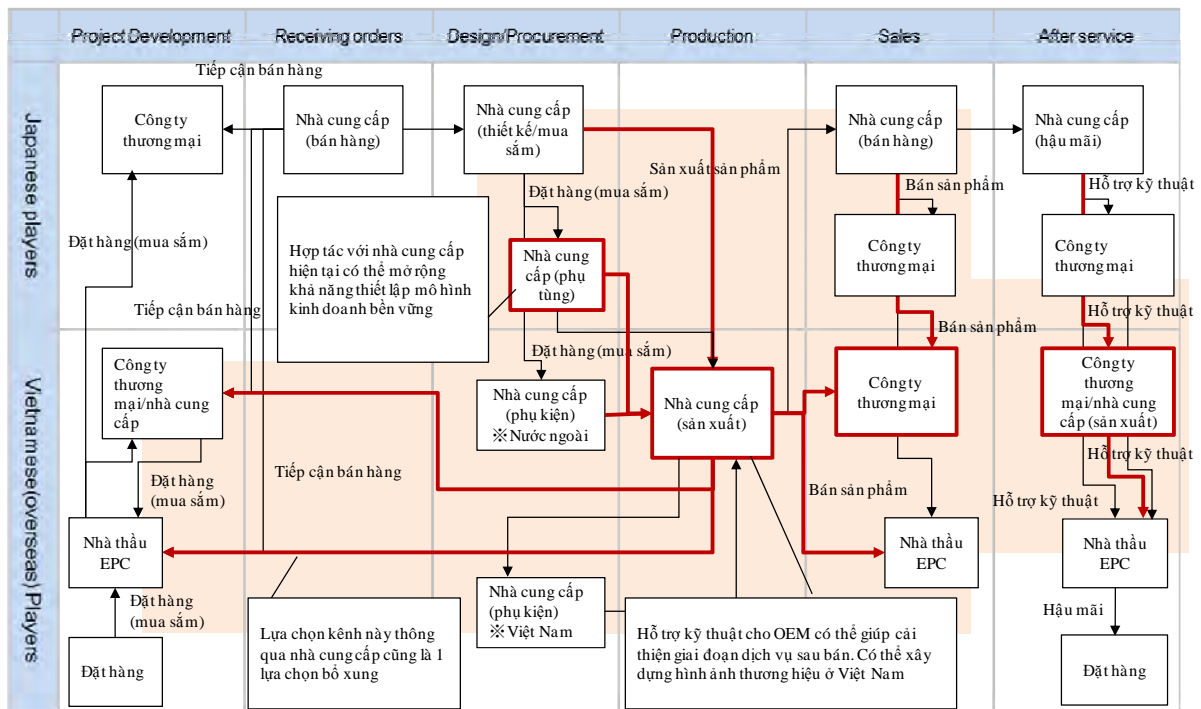 Project Development
Receiving orders
Design/Procurement
Production
Sales
After service
Japanese players
Tiếp cận bán hàng
Công ty
thương mại
Nhà cung cấp
(bán hàng)
Nhà cung cấp
(thiết kế/mua
sắm)
Sản xuất sản phẩm
Nhà cung cấp
(bán hàng)
Nhà cung cấp
(hậu mãi)
Bán sản phẩm
Hỗ trợ kỹ thuật
Đặt hàng (mua sắm)
Đặt hàng (mua sắm)
Hợp tác với nhà cung cấp
hiện tại có thể mở rộng
khả năng thiết lập mô hình
kinh doanh bền vững
Nhà cung
cấp (phụ
tùng)
Công ty
thương mại
Công ty
thương mại
Tiếp cận bán hàng
Hỗ trợ kỹ thuật
Bán sản phẩm
Vietnamese(overseas) Players
Đặt hàng (mua sắm)
Công ty
thương
mại/nhà cung
cấp
Nhà cung cấp
(phụ kiện)
※Nước ngoài
Nhà cung cấp
(sản xuất)
Công ty
thương mại
Công ty
thương
mại/nhà cung
cấp (sản xuất)
Đặt hàng
(mua sắm)
Tiếp cận bán hàng
Bán sản phẩm
Hỗ trợ kỹ thuật
Hỗ trợ kỹ thuật
Nhà thầu
EPC
Nhà thầu
EPC
Nhà thầu
EPC
Đặt hàng
(mua sắm)
Nhà cung cấp
(phụ kiện)
※Việt Nam
Hậu mãi
Đặt hàng
Lựa chọn kênh này thông
qua nhà cung cấp cũng là 1
lựa chọn bổ xung
Hỗ trợ kỹ thuật cho OEM có thể giúp cải
thiện giai đoạn dịch vụ sau bán. Có thể xây
dựng hình ảnh thương hiệu ở Việt Nam
Đặt hàng